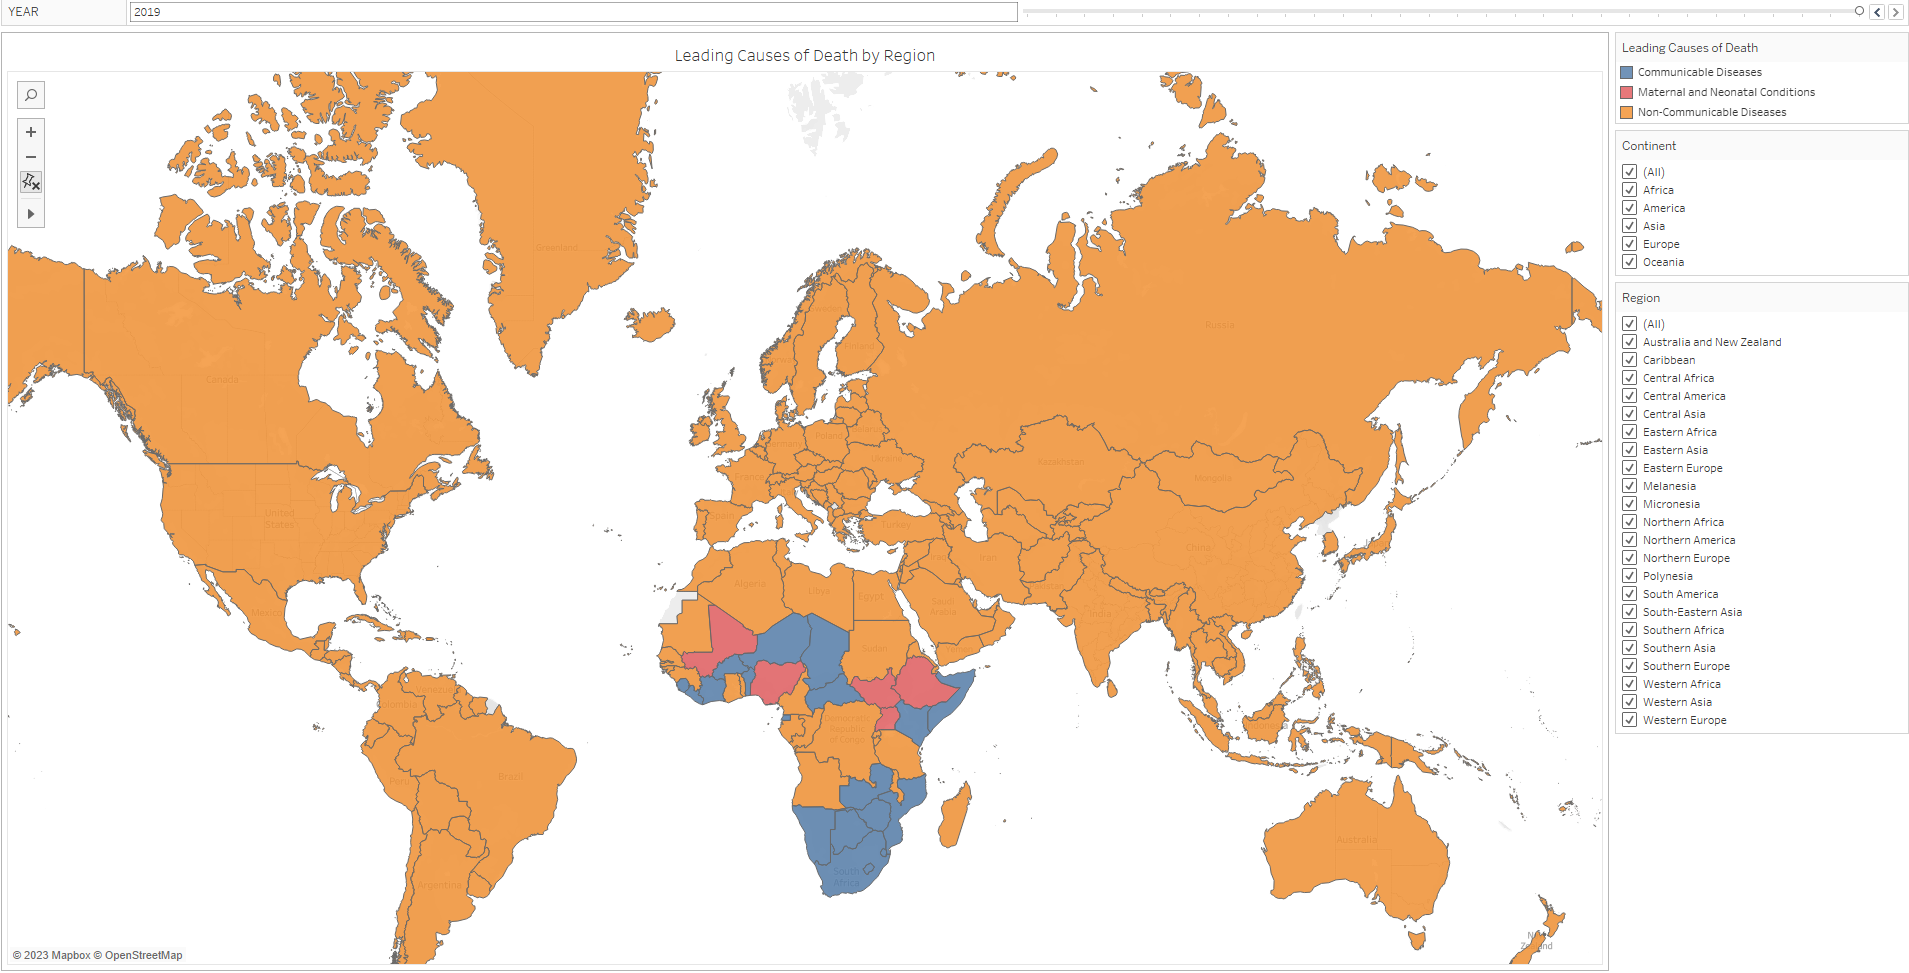 YEAR
2019
Leading Causes of Death by Region
Leading Causes of Death
Communicable Diseases
Maternal and Neonatal Conditions
Non-Communicable Diseases
Continent
(All)
Africa
America
Asia
Europe
Oceania
Region
(All)
Australia and New Zealand
Caribbean
Central Africa
Central America
Central Asia
Eastern Africa
Eastern Asia
Eastern Europe
Melanesia
Micronesia
Northern Africa
Northern America
Northern Europe
Polynesia
South America
South-Eastern Asia
Southern Africa
Southern Asia
Southern Europe
Western Africa
Western Asia
Western Europe
Greenland
Canada
United
States
Mexico
Venezuela
Colombia
Peru
Brazil
Argentina
Sweden
Finland
Russia
Germany
Poland
Ukraine
France
Spain
Turkey
Kazakhstan
Mongolia
China
Iran
India
Algeria
Libya
Egypt
Saudi
Arabia
Yemen
Sudan
Democratic
Republic
of Congo
South
Africa
Australia
© 2023 Mapbox © OpenStreetMap